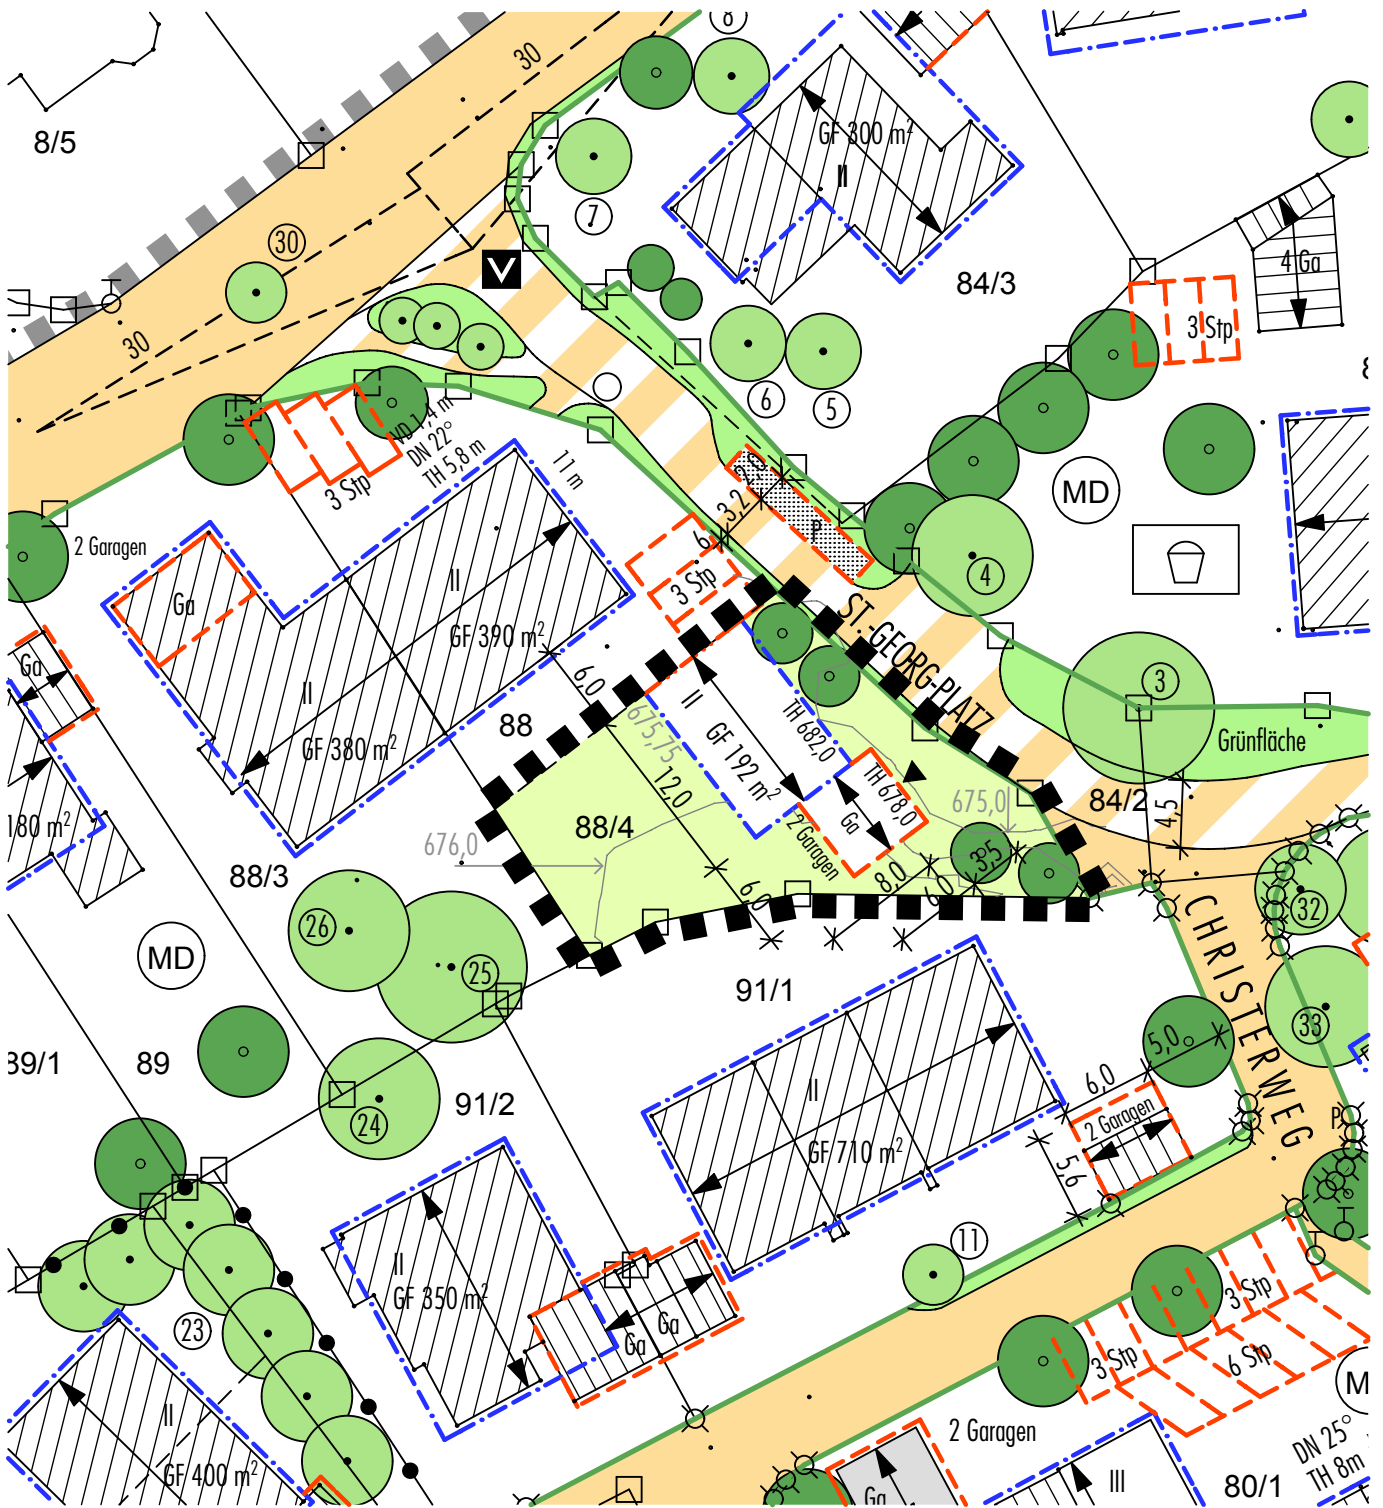 8
30
8/5
GF 300 m²
II
7
30
84/3
4 Ga
3 Stp
30
6
5
VD 1,4 m
DN 22°
TH 5,8 m
11 m
3 Stp
2,0
3,2
P
MD
2 Garagen
6
4
II
Ga
3 Stp
ST.-GEORG-PLATZ
GF 390 m²
Ga
6,0
II
3
88
II
675,75
TH 682,0
Grünfläche
GF 380 m²
GF 192 m²
12,0
TH 678,0
675,0
84/2
4,5
180 m²
88/4
Ga
2 Garagen
676,0
3,5
88/3
8,0
6,0
6,0
32
26
MD
25
91/1
CHRISTERWEG
33
5,0
89/1
89
6,0
II
91/2
24
2 Garagen
P
GF 710 m²
5,6
11
II
3 Stp
GF 350 m²
23
Ga
Ga
3 Stp
6 Stp
M
II
2 Garagen
DN 25°
TH 8m
GF 400 m²
III
80/1
Ga